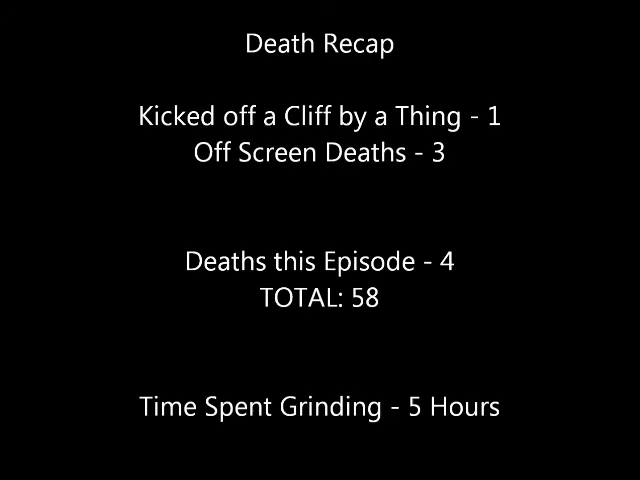 Death Recap
Kicked off a Cliff by a Thing - 1
Off Screen Deaths - 3
Deaths this Episode - 4
TOTAL: 58
Time Spent Grinding - 5 Hours